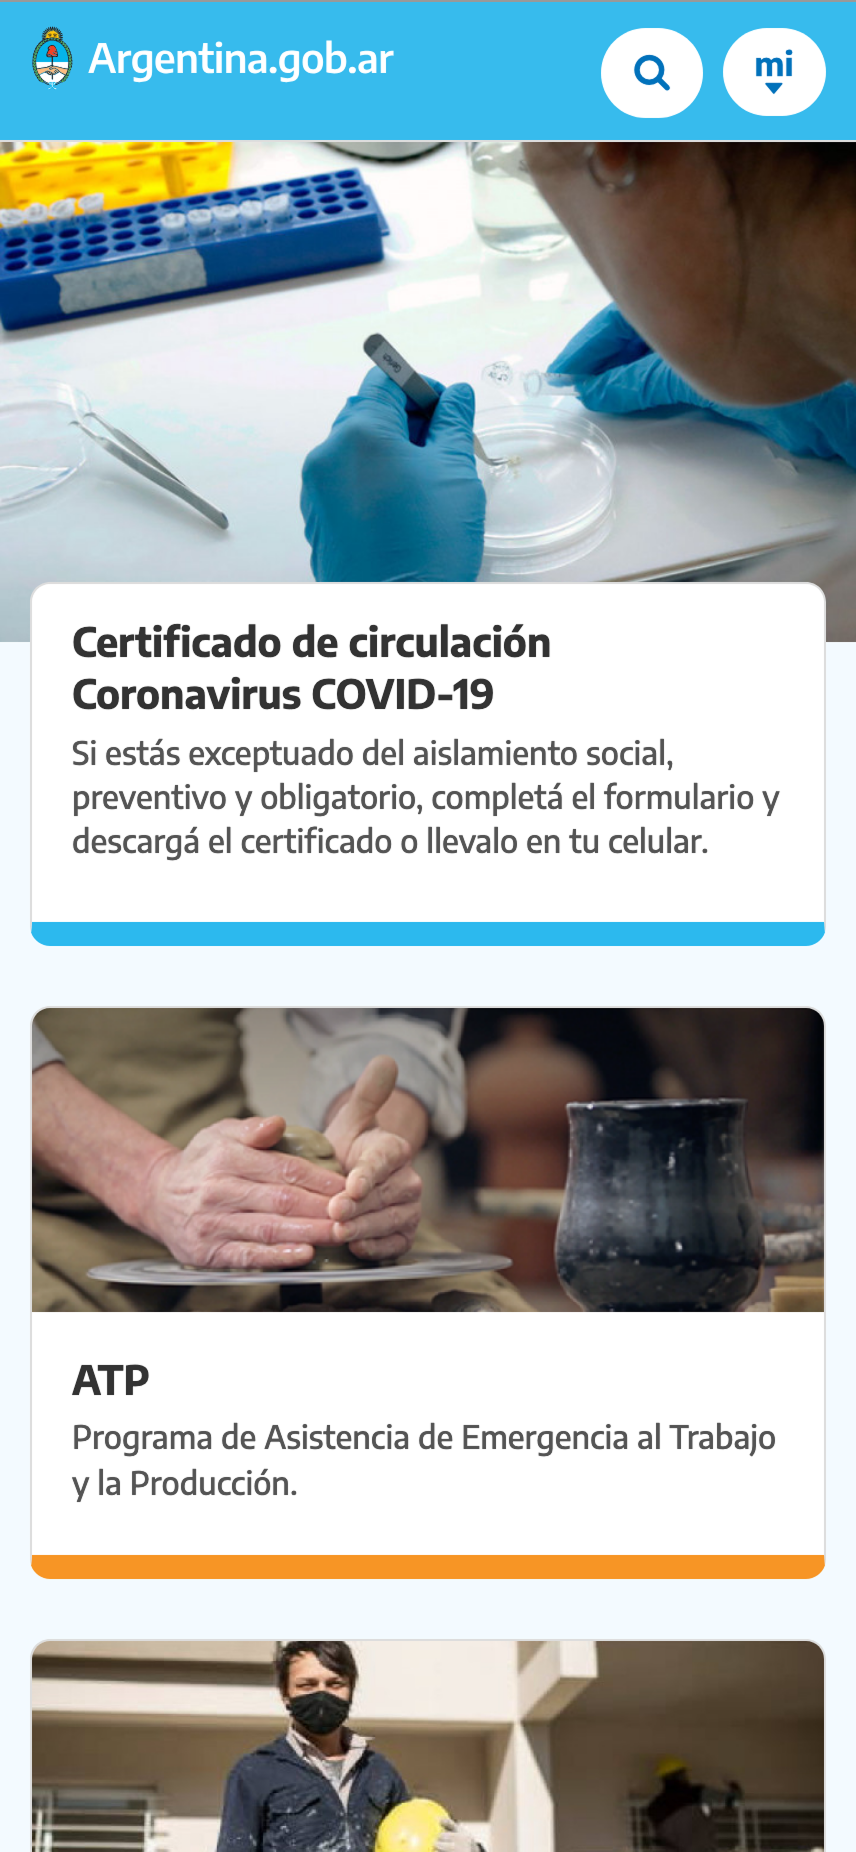 Argentina.gob.ar
mi
Certificado de circulación
Coronavirus COVID-19
Si estás exceptuado del aislamiento social,
preventivo y obligatorio, completá el formulario y
descargá el certificado o llevalo en tu celular.
ATP
Programa de Asistencia de Emergencia al Trabajo
y la Producción.